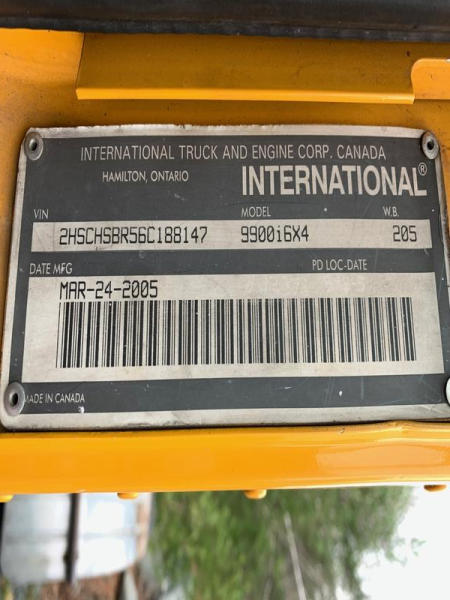 INTERNATIONAL TRUCK AND ENGINE CORP. CANADA
HAMILTON, ONTARIO
INTERNATIONAL®
VIN MODEL W.B.
2HSCHSBR56C188147 9900i6X4 205
DATE MFG PD LOC-DATE
MAR-24-2005
MADE IN CANADA